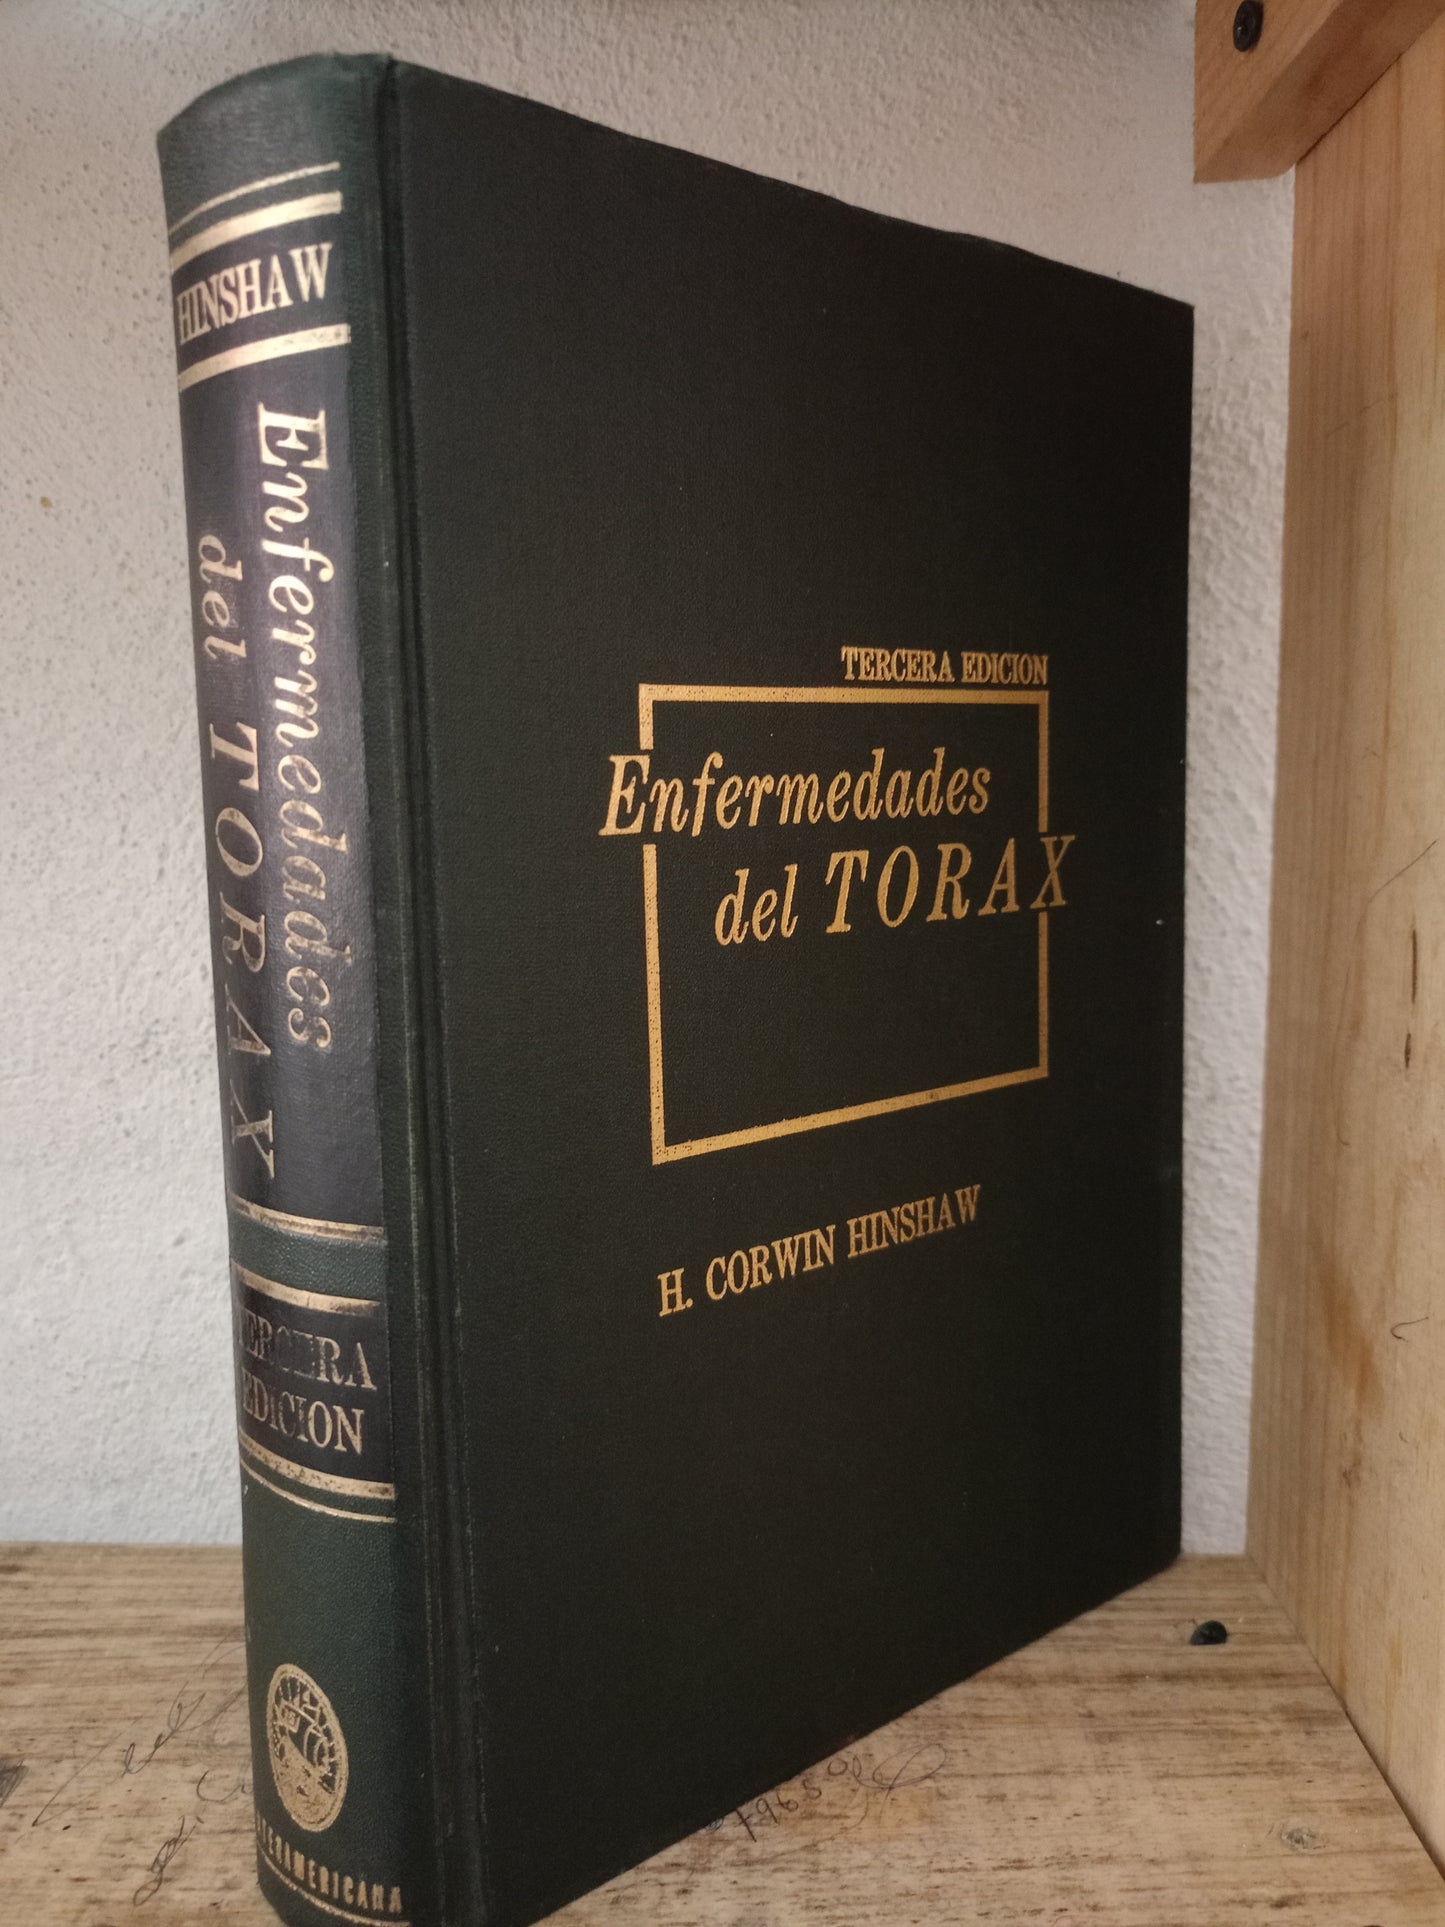 HINSHAW
Enfermedades
del TORAX
TERCERA
EDICION
TERCERA EDICION
Enfermedades
del TORAX
H. CORWIN HINSHAW